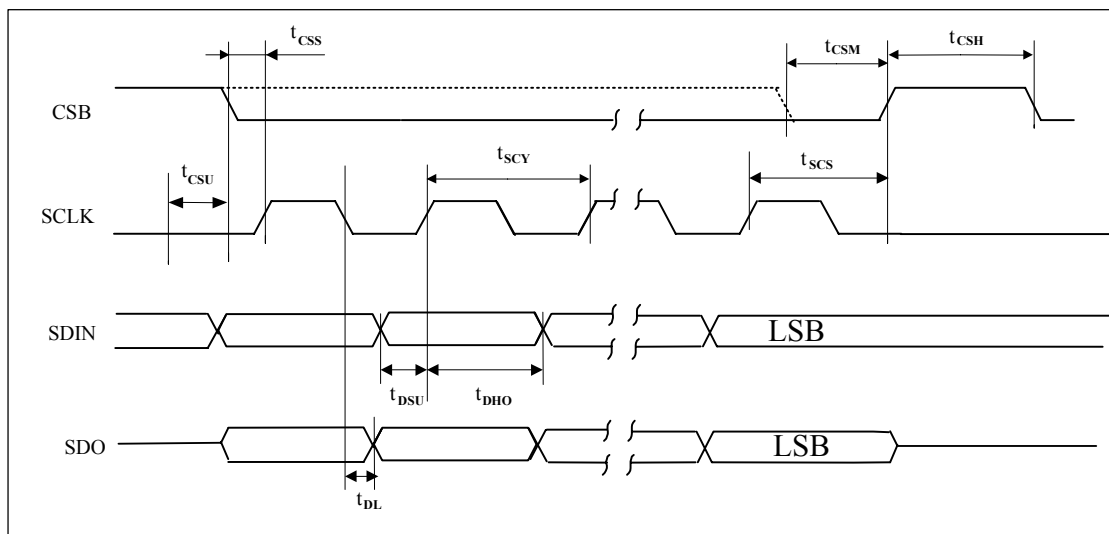 tCSS
tCSM
tCSH
CSB
tCSU
tSCY
tSCS
SCLK
SDIN
LSB
tDSU
tDHO
SDO
LSB
tDL